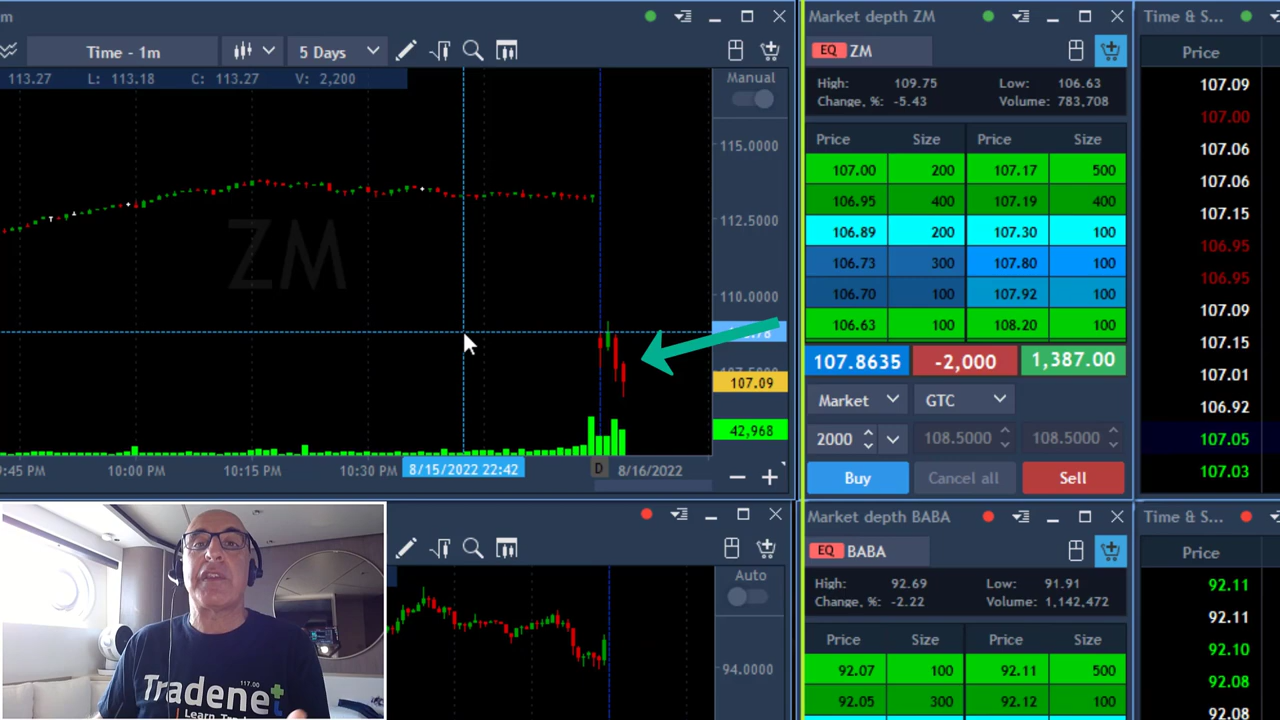 m
Time - 1m
5 Days
113.27 L: 113.18 C: 113.27 V: 2,200
Manual
115.0000
112.5000
110.0000
107.09
42,968
ZM
9:45 PM 10:00 PM 10:15 PM 10:30 PM 8/15/2022 22:42 D 8/16/2022
Market depth ZM
EQ ZM
High: 109.75 Low: 106.63
Change, %: -5.43 Volume: 783,708
Price Size Price Size
107.00 200 107.17 500
106.95 400 107.19 400
106.89 200 107.30 100
106.73 300 107.80 100
106.70 100 107.92 100
106.63 100 108.20 100
107.8635 -2,000 1,387.00
Market GTC
2000 108.5000 108.5000
Buy Cancel all Sell
Time & S...
Price
107.09
107.00
107.06
107.06
107.15
106.95
106.95
107.09
107.15
107.01
106.92
107.05
107.03
Tradenet
117.00
Auto
94.0000
Market depth BABA
EQ BABA
High: 92.69 Low: 91.91
Change, %: -2.22 Volume: 1,142,472
Price Size Price Size
92.07 100 92.11 500
92.05 300 92.12 100
Time & S...
Price
92.11
92.11
92.10
92.08
92.08